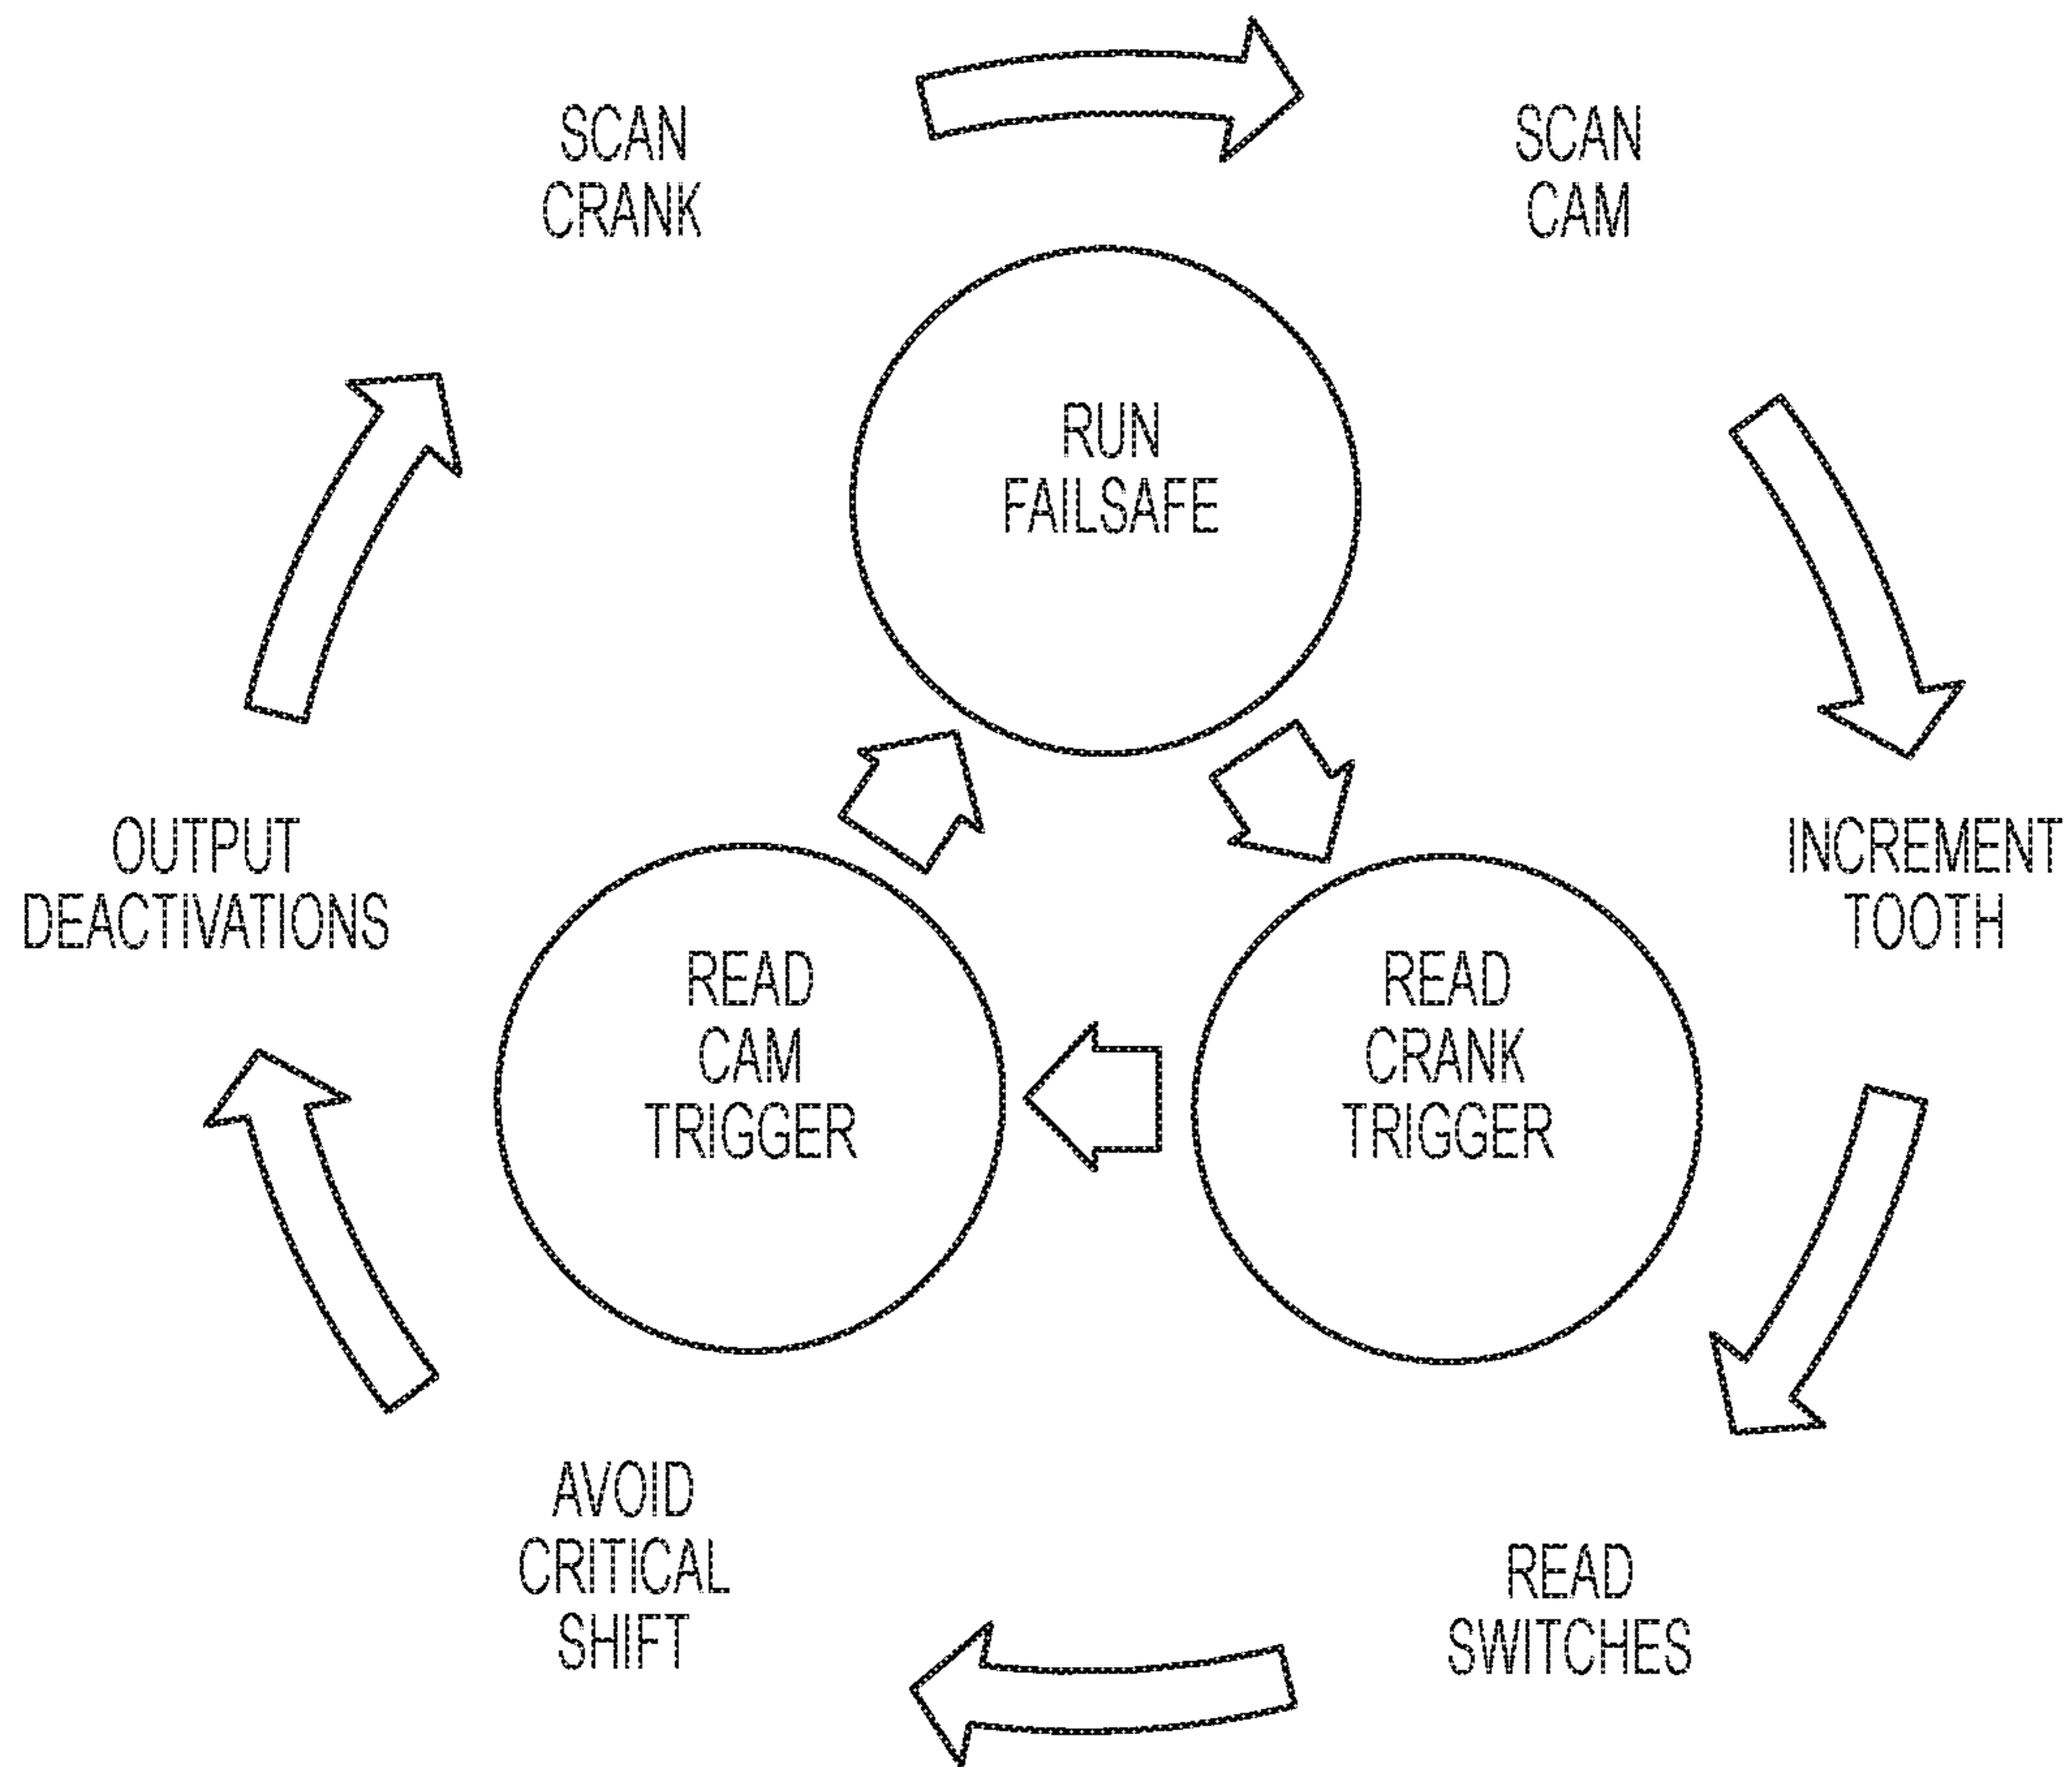 SCAN
CRANK
SCAN
CAM
RUN
FAILSAFE
OUTPUT
DEACTIVATIONS
INCREMENT
TOOTH
READ
CAM
TRIGGER
READ
CRANK
TRIGGER
AVOID
CRITICAL
SHIFT
READ
SWITCHES